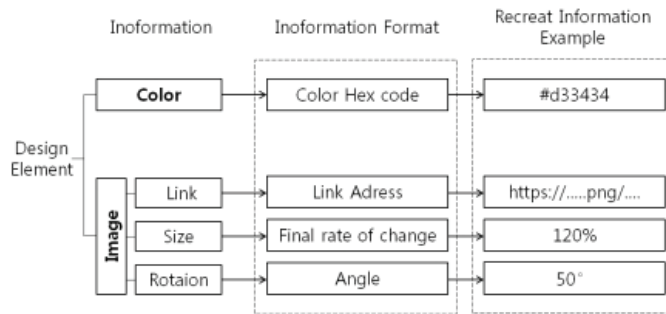 Inoformation
Inoformation Format
Recreat Information
Example
Design
Element
Color
Color Hex code
#d33434
Image
Link
Link Adress
https://.....png/....
Size
Final rate of change
120%
Rotaion
Angle
50°